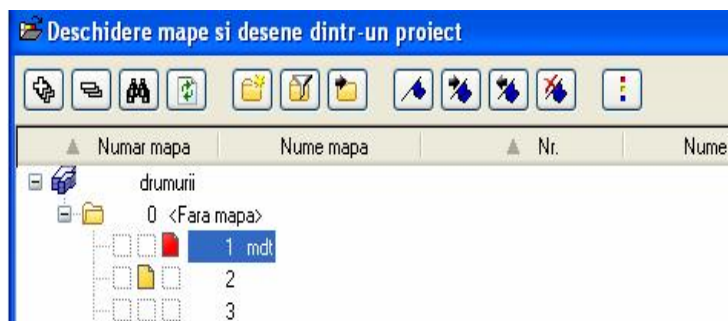 Deschidere mape si desene dintr-un proiect
Numar mapa Nume mapa Nr. Nume
drumurii
0 <Fara mapa>
1 mdt
2
3